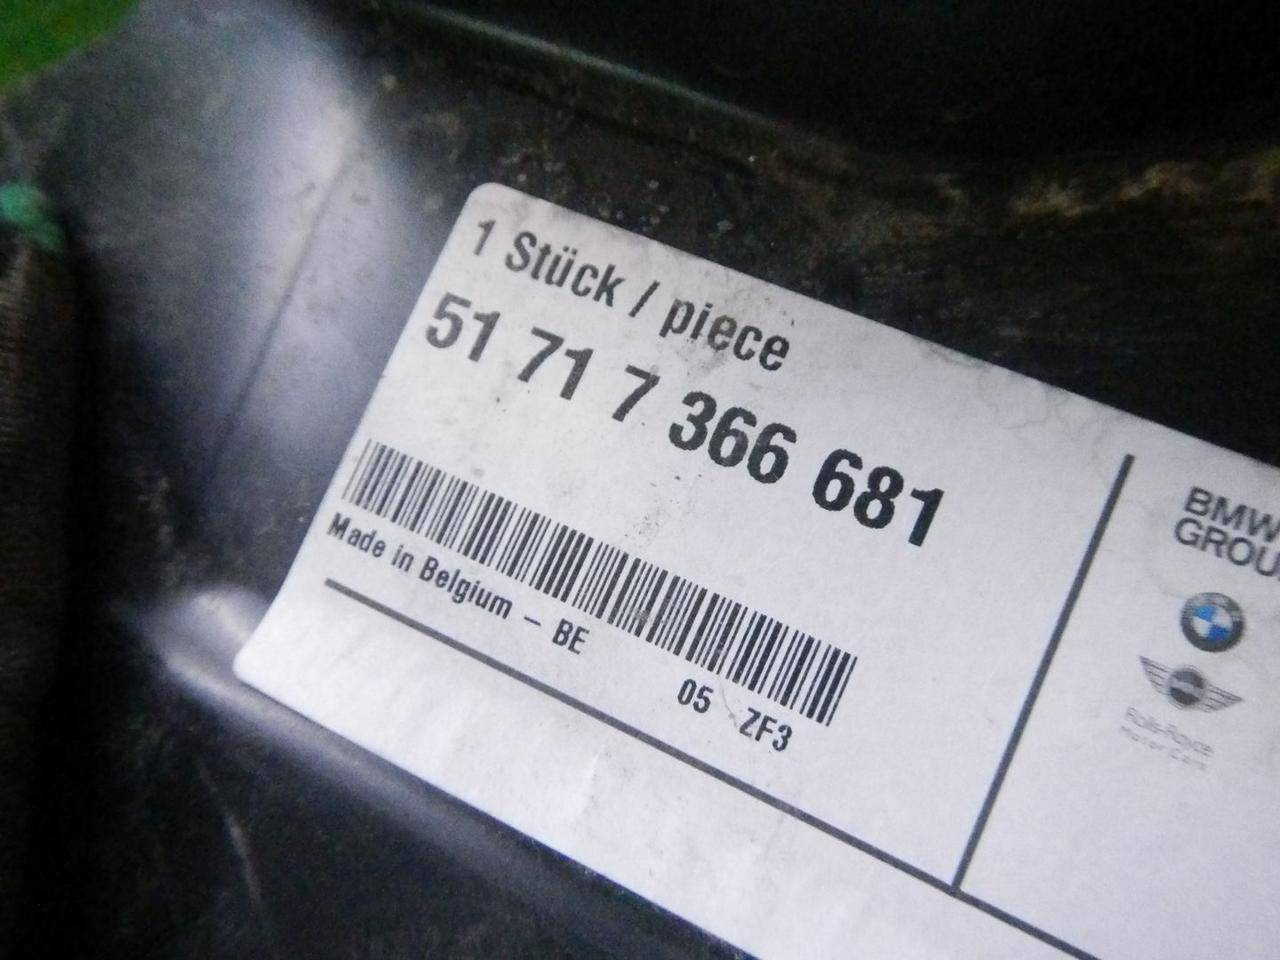 1 Stück / piece
51 71 7 366 681
Made in Belgium – BE
05 ZF3
BMW
GROU
Rolls-Royce
Motor Cars